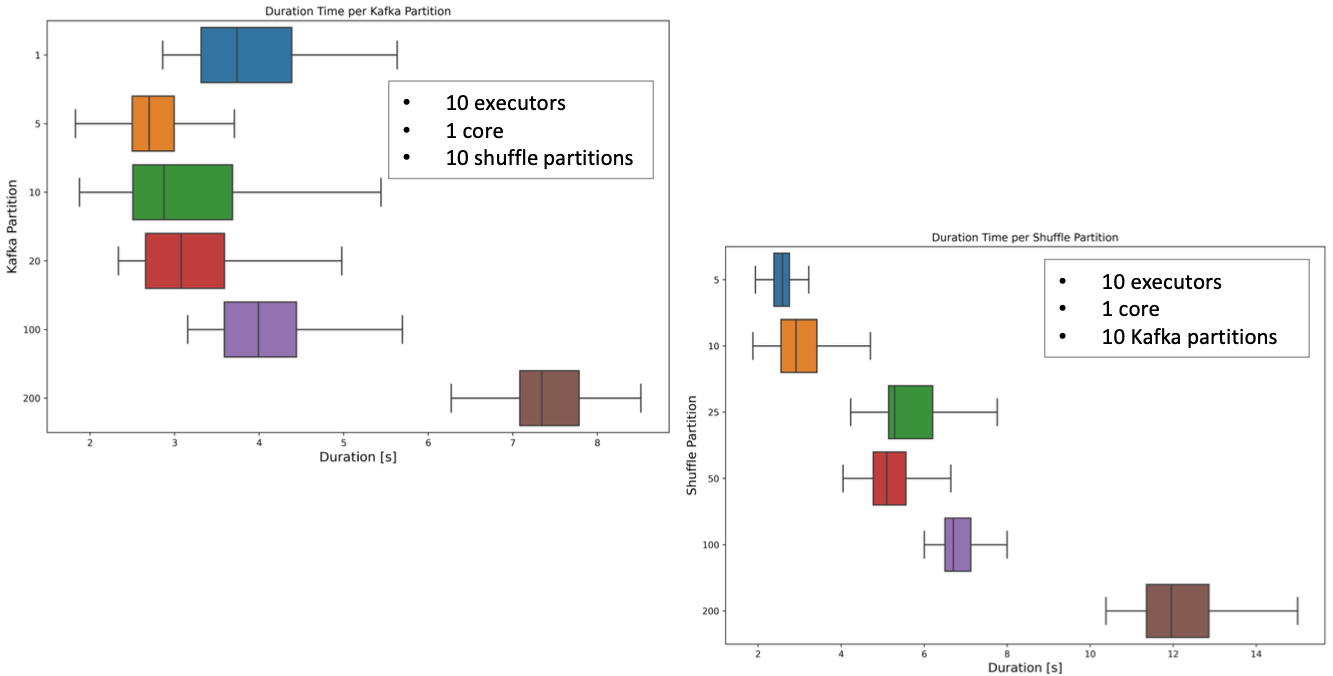 Duration Time per Kafka Partition
Kafka Partition
1
5
10
20
100
200
• 10 executors
• 1 core
• 10 shuffle partitions
2 3 4 5 6 7 8
Duration [s]
Duration Time per Shuffle Partition
Shuffle Partition
5
10
25
50
100
200
• 10 executors
• 1 core
• 10 Kafka partitions
2 4 6 8 10 12 14
Duration [s]